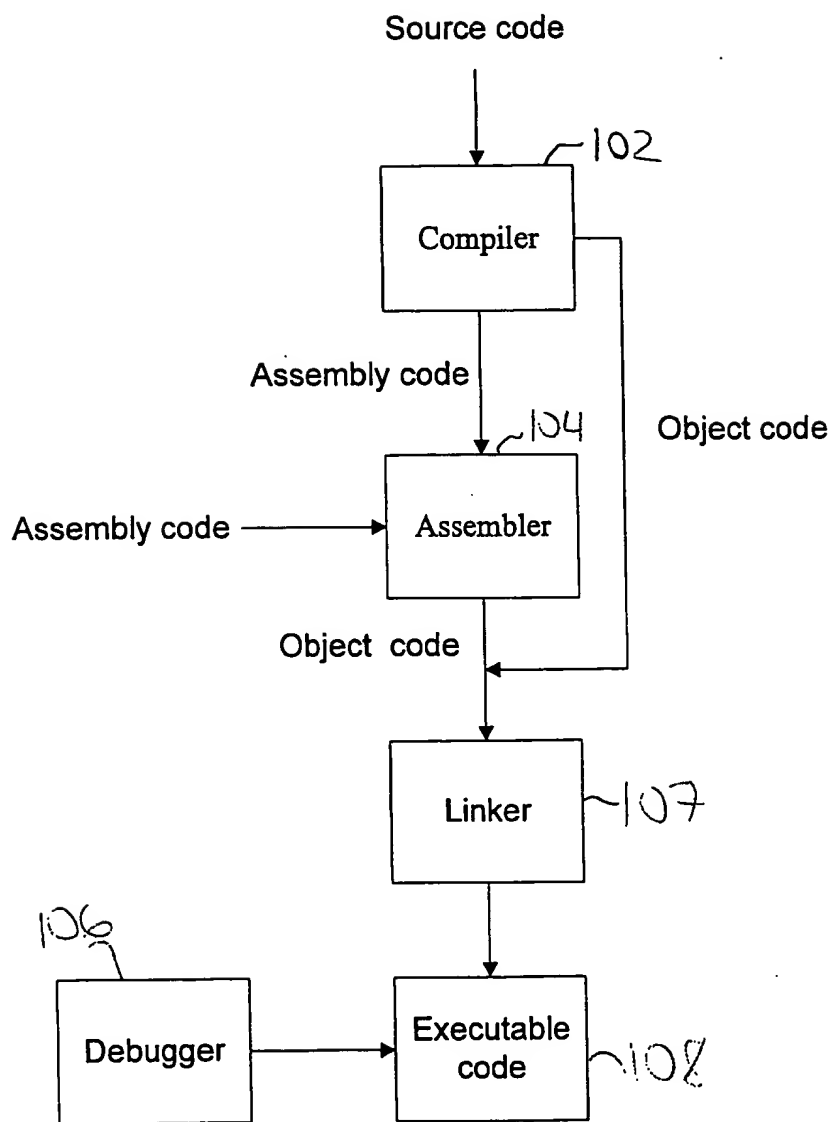 Source code
102
Compiler
Assembly code
104
Object code
Assembly code
Assembler
Object code
Linker
107
106
Debugger
Executable
code
108